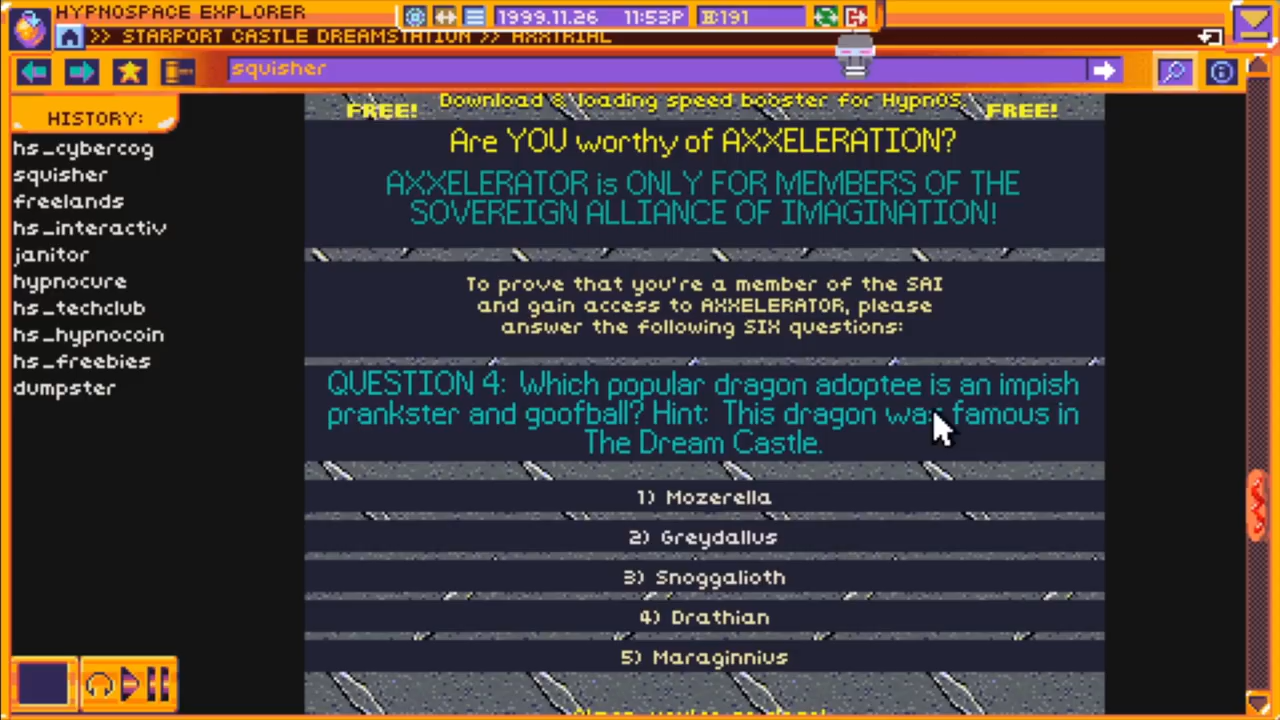 HYPNOSPACE EXPLORER
1999.11.26 11:53P 191
>> STARPORT CASTLE DREAMSTATION >> AXXTRIAL
squisher
HISTORY:
hs_cybercog
squisher
freelands
hs_interactiv
janitor
hypnocure
hs_techclub
hs_hypnocoin
hs_freebies
dumpster
FREE! Download & loading speed booster for HypnOS. FREE!
Are YOU worthy of AXXELERATION?
AXXELERATOR is ONLY FOR MEMBERS OF THE
SOVEREIGN ALLIANCE OF IMAGINATION!
To prove that you're a member of the SAI
and gain access to AXXELERATOR, please
answer the following SIX questions:
QUESTION 4: Which popular dragon adoptee is an impish
prankster and goofball? Hint: This dragon was famous in
The Dream Castle.
1) Mozerella
2) Greydallus
3) Snoggalioth
4) Drathian
5) Maraginnius